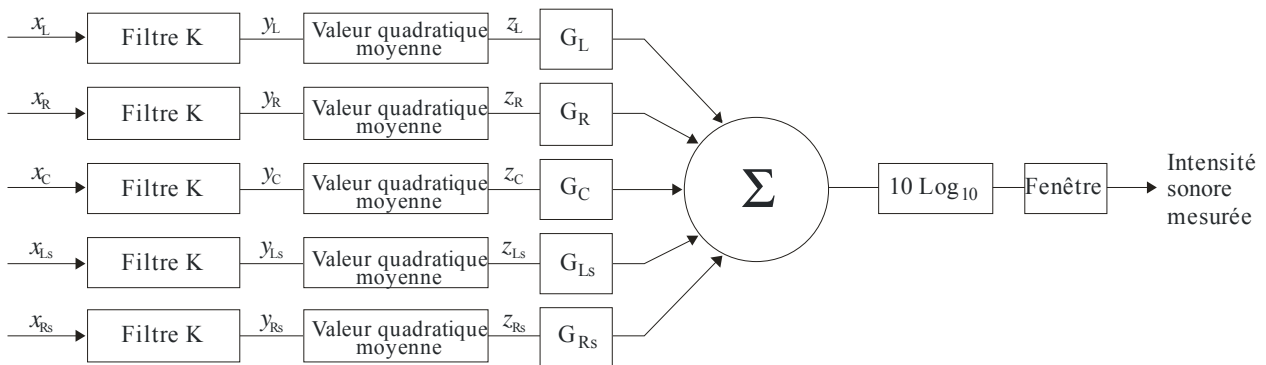 x_L Filtre K y_L Valeur quadratique moyenne z_L G_L
x_R Filtre K y_R Valeur quadratique moyenne z_R G_R
x_C Filtre K y_C Valeur quadratique moyenne z_C G_C
x_Ls Filtre K y_Ls Valeur quadratique moyenne z_Ls G_Ls
x_Rs Filtre K y_Rs Valeur quadratique moyenne z_Rs G_Rs
Σ
10 Log_10
Fenêtre
Intensité
sonore
mesurée